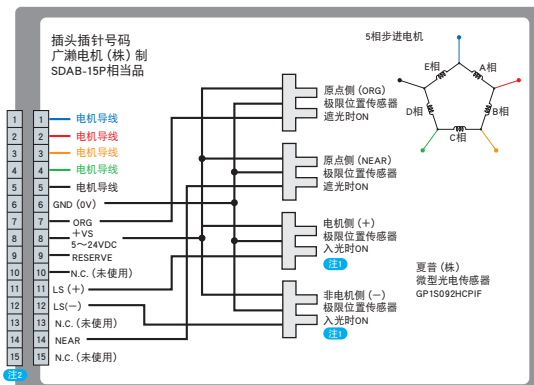 插头插针号码
广濑电机 (株) 制
SDAB-15P相当品
5相步进电机
E相
A相
D相
B相
C相
1 1 电机导线
2 2 电机导线
3 3 电机导线
4 4 电机导线
5 5 电机导线
6 6 GND (0V)
7 7 ORG
8 8 +VS
5~24VDC
9 9 RESERVE
10 10 N.C. (未使用)
11 11 LS (+)
12 12 LS(-)
13 13 N.C. (未使用)
14 14 NEAR
15 15 N.C. (未使用)
注2
原点侧 (ORG)
极限位置传感器
遮光时ON
原点侧 (NEAR)
极限位置传感器
遮光时ON
电机侧 (+)
极限位置传感器
入光时ON
注1
非电机侧 (-)
极限位置传感器
入光时ON
注1
夏普 (株)
微型光电传感器
GP1S092HCPIF